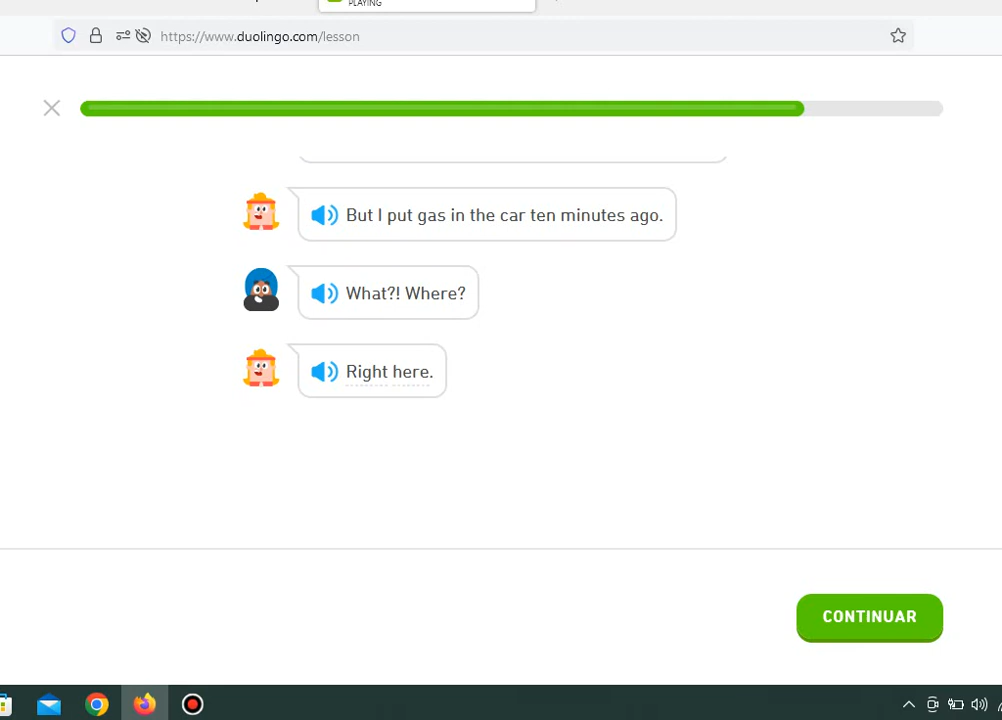 PLAYING
https://www.duolingo.com/lesson
But I put gas in the car ten minutes ago.
What?! Where?
Right here.
CONTINUAR